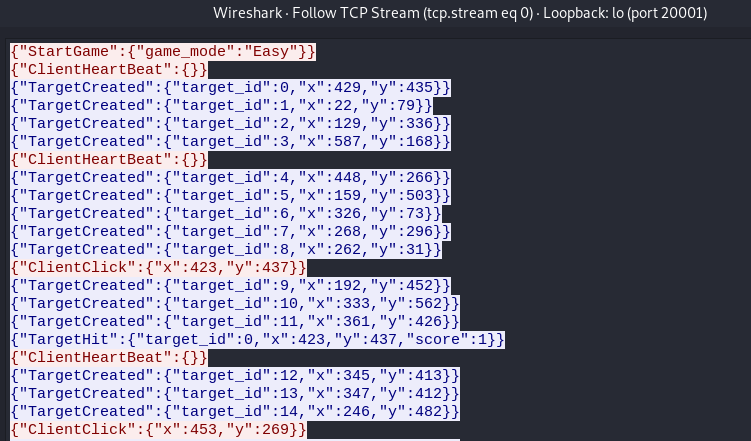 Wireshark · Follow TCP Stream (tcp.stream eq 0) · Loopback: lo (port 20001)
{"StartGame":{"game_mode":"Easy"}}
{"ClientHeartBeat":{}}
{"TargetCreated":{"target_id":0,"x":429,"y":435}}
{"TargetCreated":{"target_id":1,"x":22,"y":79}}
{"TargetCreated":{"target_id":2,"x":129,"y":336}}
{"TargetCreated":{"target_id":3,"x":587,"y":168}}
{"ClientHeartBeat":{}}
{"TargetCreated":{"target_id":4,"x":448,"y":266}}
{"TargetCreated":{"target_id":5,"x":159,"y":503}}
{"TargetCreated":{"target_id":6,"x":326,"y":73}}
{"TargetCreated":{"target_id":7,"x":268,"y":296}}
{"TargetCreated":{"target_id":8,"x":262,"y":31}}
{"ClientClick":{"x":423,"y":437}}
{"TargetCreated":{"target_id":9,"x":192,"y":452}}
{"TargetCreated":{"target_id":10,"x":333,"y":562}}
{"TargetCreated":{"target_id":11,"x":361,"y":426}}
{"TargetHit":{"target_id":0,"x":423,"y":437,"score":1}}
{"ClientHeartBeat":{}}
{"TargetCreated":{"target_id":12,"x":345,"y":413}}
{"TargetCreated":{"target_id":13,"x":347,"y":412}}
{"TargetCreated":{"target_id":14,"x":246,"y":482}}
{"ClientClick":{"x":453,"y":269}}